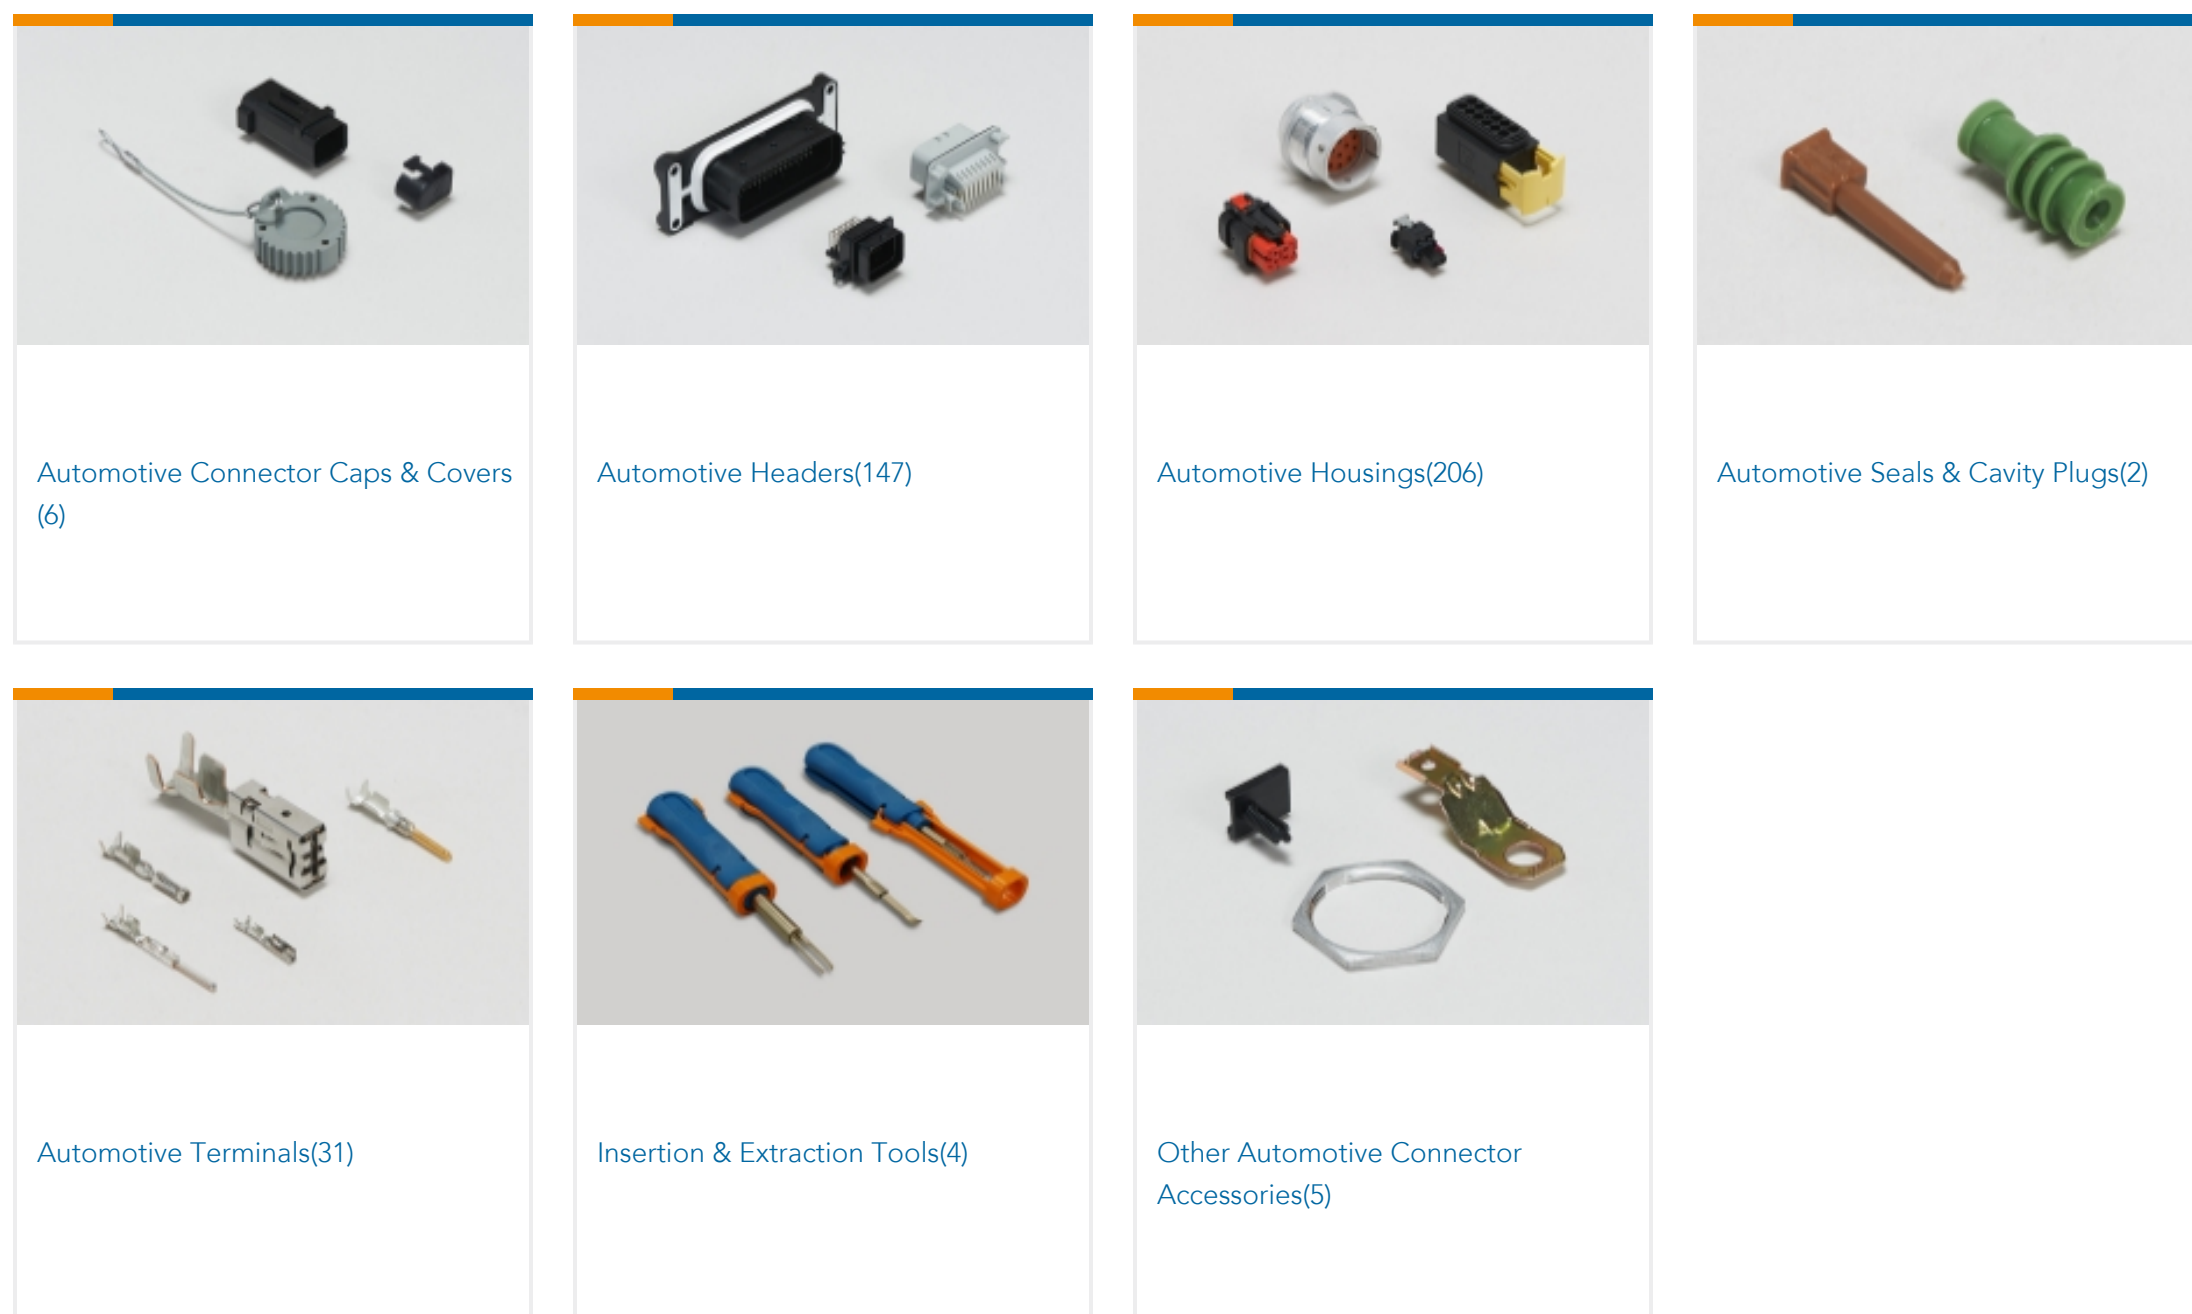 Automotive Connector Caps & Covers
(6)
Automotive Headers(147)
Automotive Housings(206)
Automotive Seals & Cavity Plugs(2)
Automotive Terminals(31)
Insertion & Extraction Tools(4)
Other Automotive Connector
Accessories(5)